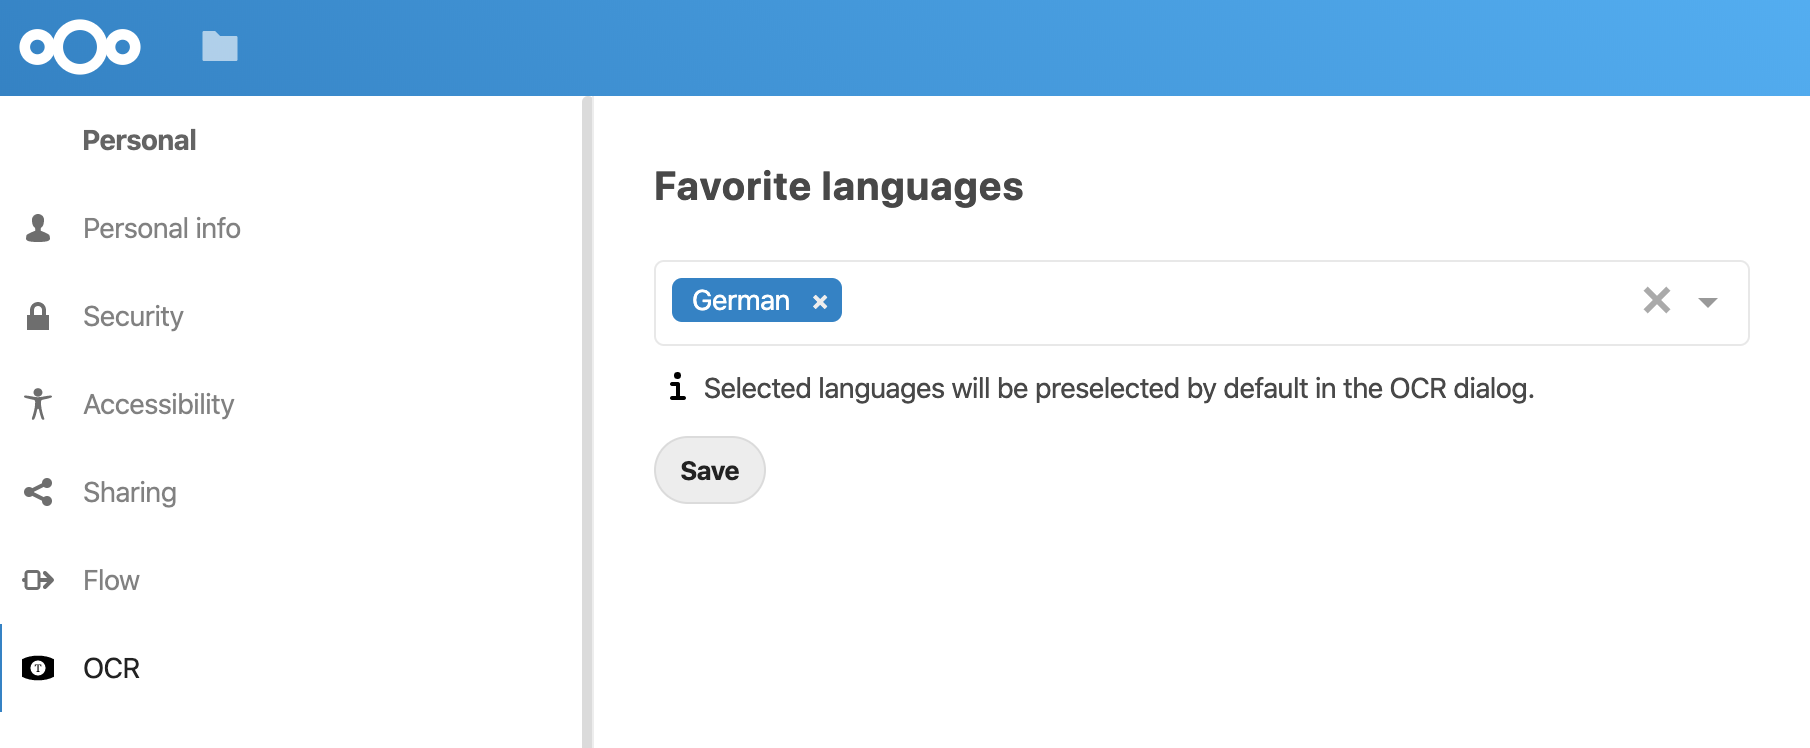 Personal
Personal info
Security
Accessibility
Sharing
Flow
OCR
Favorite languages
German ×
Selected languages will be preselected by default in the OCR dialog.
Save